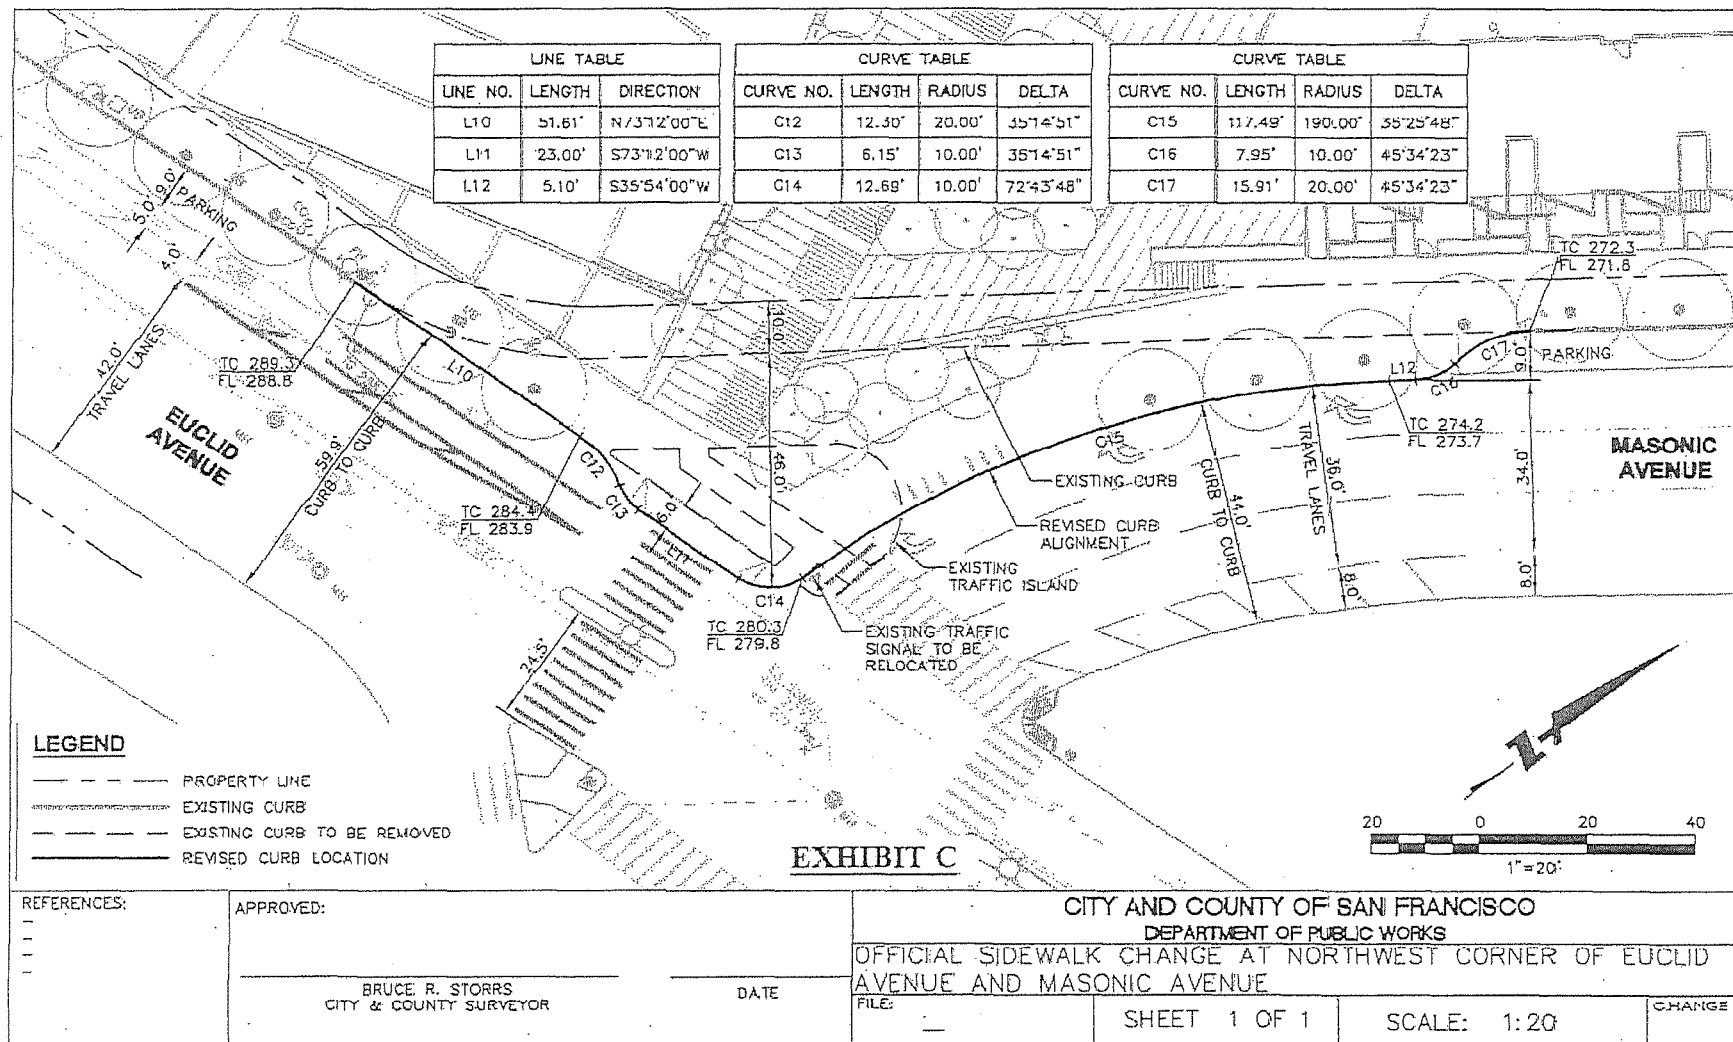 LINE TABLE
LINE NO. LENGTH DIRECTION
L10 51.61' N73°12'00"E
L11 23.00' S73°12'00"W
L12 5.10' S35°54'00"W
CURVE TABLE
CURVE NO. LENGTH RADIUS DELTA
C12 12.30' 20.00' 35°14'51"
C13 6.15' 10.00' 35°14'51"
C14 12.69' 10.00' 72°43'48"
CURVE TABLE
CURVE NO. LENGTH RADIUS DELTA
C15 117.49' 190.00' 35°25'48"
C16 7.95' 10.00' 45°34'23"
C17 15.91' 20.00' 45°34'23"
9.0'
PARKING
5.0'
4.0'
42.0'
TRAVEL LANES
EUCLID
AVENUE
TC 289.3
FL 288.8
L10
59.9'
CURB TO CURB
C12
C13
TC 284.4
FL 283.9
6.0'
L11
10.0'
46.0'
C14
TC 280.3
FL 279.8
24.5'
C15
EXISTING CURB
REVISED CURB
ALIGNMENT
EXISTING
TRAFFIC ISLAND
EXISTING TRAFFIC
SIGNAL TO BE
RELOCATED
44.0'
CURB TO CURB
36.0'
TRAVEL LANES
8.0'
TC 272.3
FL 271.8
L12
C16
C17
9.0'
PARKING
TC 274.2
FL 273.7
34.0'
8.0'
MASONIC
AVENUE
MH
MH
Z
LEGEND
PROPERTY LINE
EXISTING CURB
EXISTING CURB TO BE REMOVED
REVISED CURB LOCATION
EXHIBIT C
20 0 20 40
1"=20'
REFERENCES:
APPROVED:
BRUCE R. STORRS
CITY & COUNTY SURVEYOR
DATE
CITY AND COUNTY OF SAN FRANCISCO
DEPARTMENT OF PUBLIC WORKS
OFFICIAL SIDEWALK CHANGE AT NORTHWEST CORNER OF EUCLID
AVENUE AND MASONIC AVENUE
FILE:
SHEET 1 OF 1
SCALE: 1:20
CHANGE